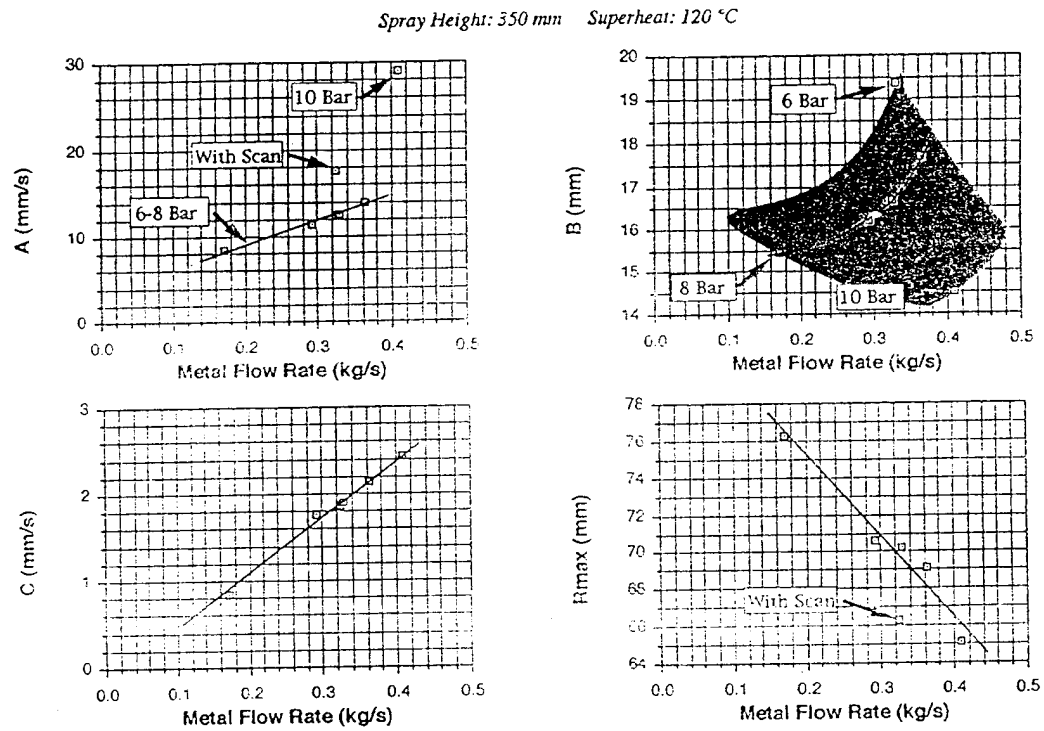 Spray Height: 350 mm Superheat: 120 °C
30
20
10
0
A (mm/s)
10 Bar
With Scan
6-8 Bar
0.0 0.1 0.2 0.3 0.4 0.5
Metal Flow Rate (kg/s)
20
19
18
17
16
15
14
B (mm)
6 Bar
8 Bar
10 Bar
0.0 0.1 0.2 0.3 0.4 0.5
Metal Flow Rate (kg/s)
3
2
1
0
C (mm/s)
0.0 0.1 0.2 0.3 0.4 0.5
Metal Flow Rate (kg/s)
78
76
74
72
70
68
66
64
Rmax (mm)
With Scan
0.0 0.1 0.2 0.3 0.4 0.5
Metal Flow Rate (kg/s)